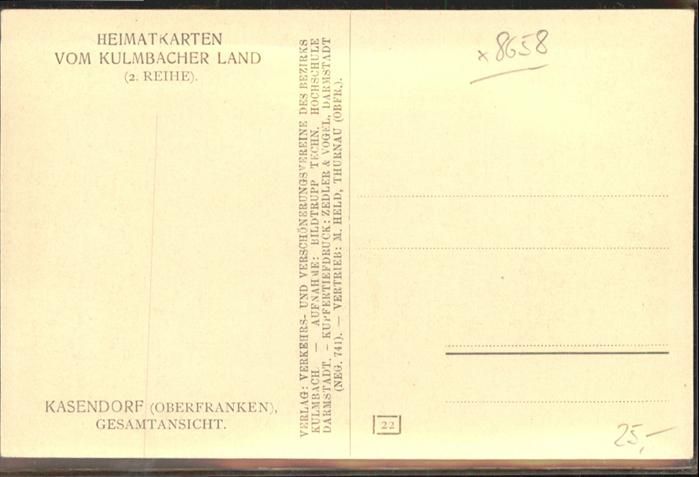 HEIMATKARTEN
VOM KULMBACHER LAND
(2. REIHE).
KASENDORF (OBERFRANKEN),
GESAMTANSICHT.
VERLAG: VERKEHRS- UND VERSCHÖNERUNGSVEREINE DES BEZIRKS
KULMBACH. — AUFNAHME: BILDTRUPP TECHN. HOCHSCHULE
DARMSTADT. – KUPFERTIEFDRUCK: ZEDLER & VOGEL, DARMSTADT
(NEG. 741). — VERTRIEB: M. HELD, THURNAU (OBFR.).
x 8658
22
25,-